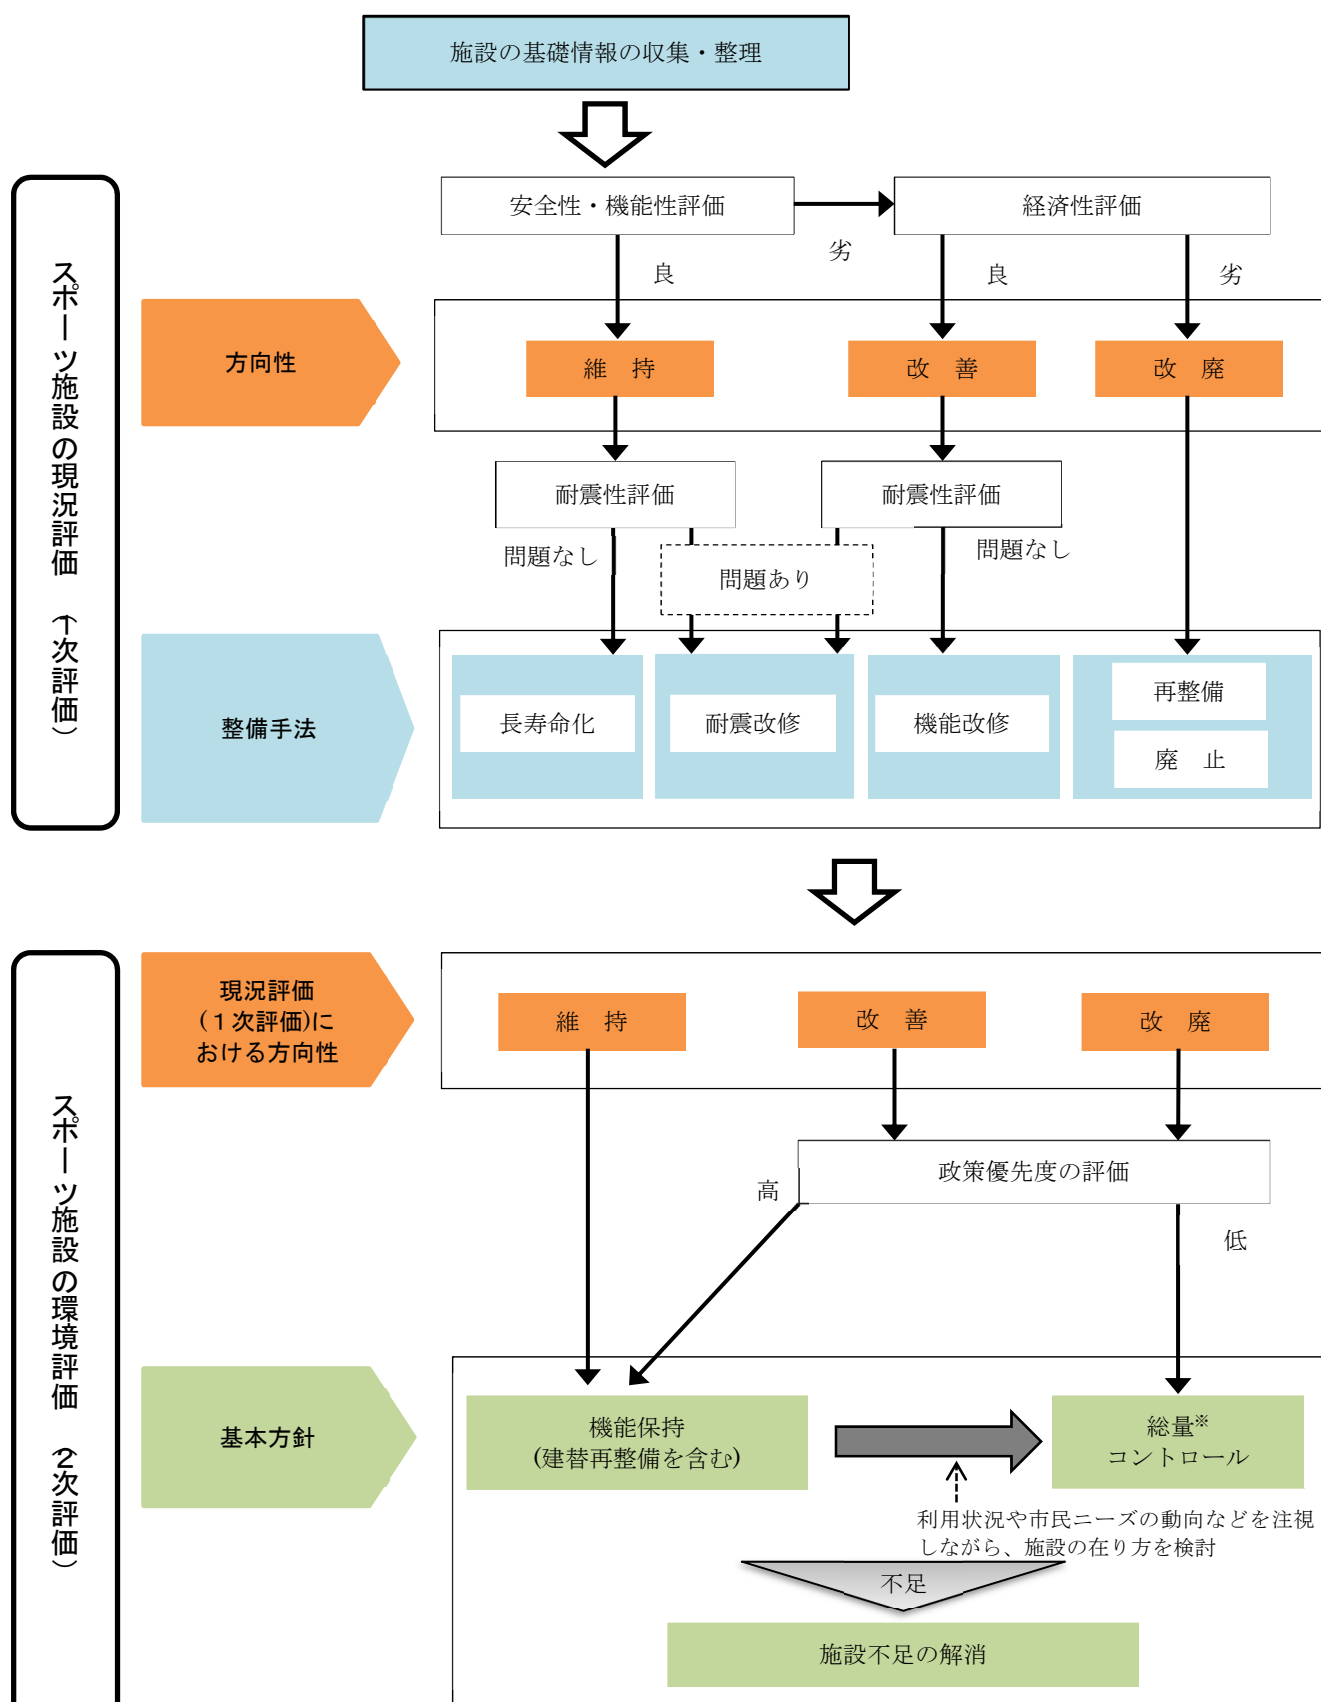 施設の基礎情報の収集・整理
スポーツ施設の現況評価 (1次評価)
安全性・機能性評価
劣
経済性評価
良
良
劣
方向性
維 持
改 善
改 廃
耐震性評価
耐震性評価
問題なし
問題あり
問題なし
整備手法
長寿命化
耐震改修
機能改修
再整備
廃 止
スポーツ施設の環境評価 (2次評価)
現況評価
(1次評価)に
おける方向性
維 持
改 善
改 廃
政策優先度の評価
高
低
基本方針
機能保持
(建替再整備を含む)
総量※
コントロール
利用状況や市民ニーズの動向などを注視
しながら、施設の在り方を検討
不足
施設不足の解消